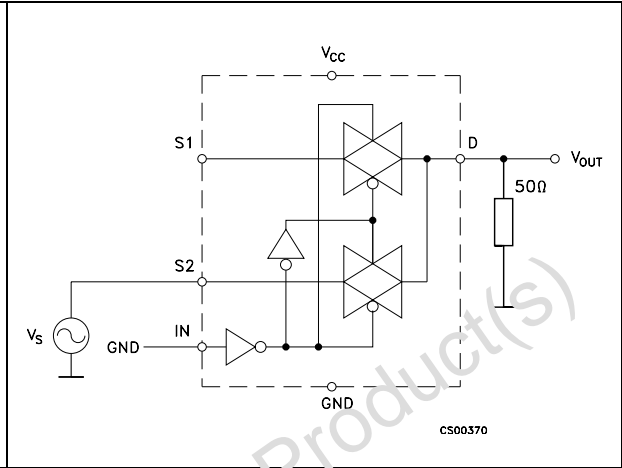 VCC
S1
D
VOUT
50Ω
S2
VS
IN
GND
GND
CS00370
Product(s)